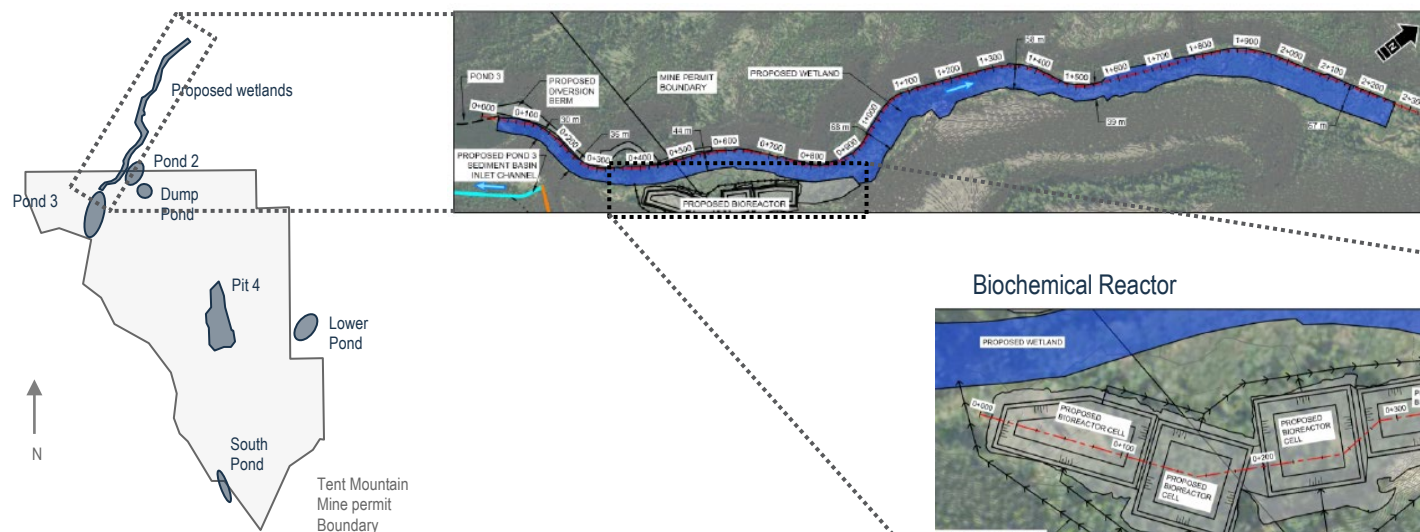 Proposed wetlands
Pond 2
Dump
Pond
Pond 3
Pit 4
Lower
Pond
South
Pond
N
Tent Mountain
Mine permit
Boundary
POND 3
PROPOSED
DIVERSION
BERM
MINE PERMIT
BOUNDARY
PROPOSED WETLAND
PROPOSED POND 3
SEDIMENT BASIN
INLET CHANNEL
PROPOSED BIOREACTOR
0+000
0+100
0+200
0+300
0+400
0+500
0+600
0+700
0+800
0+900
1+000
1+100
1+200
1+300
1+400
1+500
1+600
1+700
1+800
1+900
2+000
2+100
2+200
44 m
39 m
N
Biochemical Reactor
PROPOSED WETLAND
0+000
PROPOSED
BIOREACTOR CELL
0+100
PROPOSED
BIOREACTOR
CELL
0+200
PROPOSED
BIOREACTOR
CELL
0+300